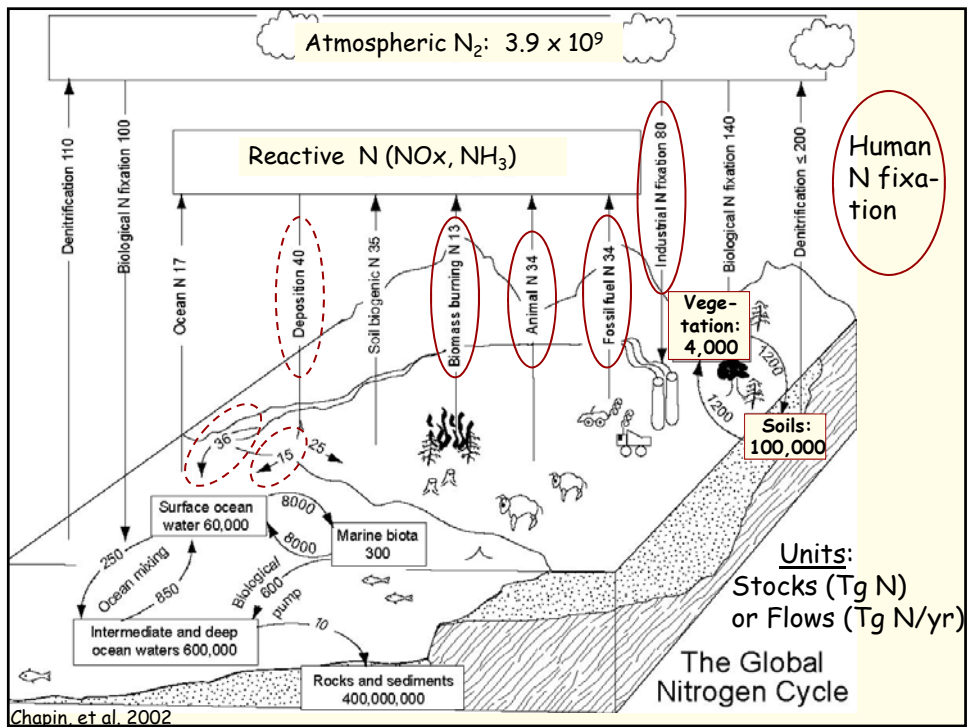 Atmospheric N₂: 3.9 x 10⁹
Denitrification 110
Biological N fixation 100
Reactive N (NOx, NH₃)
Ocean N 17
Deposition 40
Soil biogenic N 35
Biomass burning N 13
Animal N 34
Fossil fuel N 34
Industrial N fixation 80
Biological N fixation 140
Denitrification ≤ 200
Human
N fixa-
tion
Vege-
tation:
4,000
1200
1200
Soils:
100,000
36
15
25
Surface ocean
water 60,000
8000
8000
Marine biota
300
250
Ocean mixing
850
Biological
600
pump
Intermediate and deep
ocean waters 600,000
10
Rocks and sediments
400,000,000
Units:
Stocks (Tg N)
or Flows (Tg N/yr)
The Global
Nitrogen Cycle
Chapin, et al, 2002